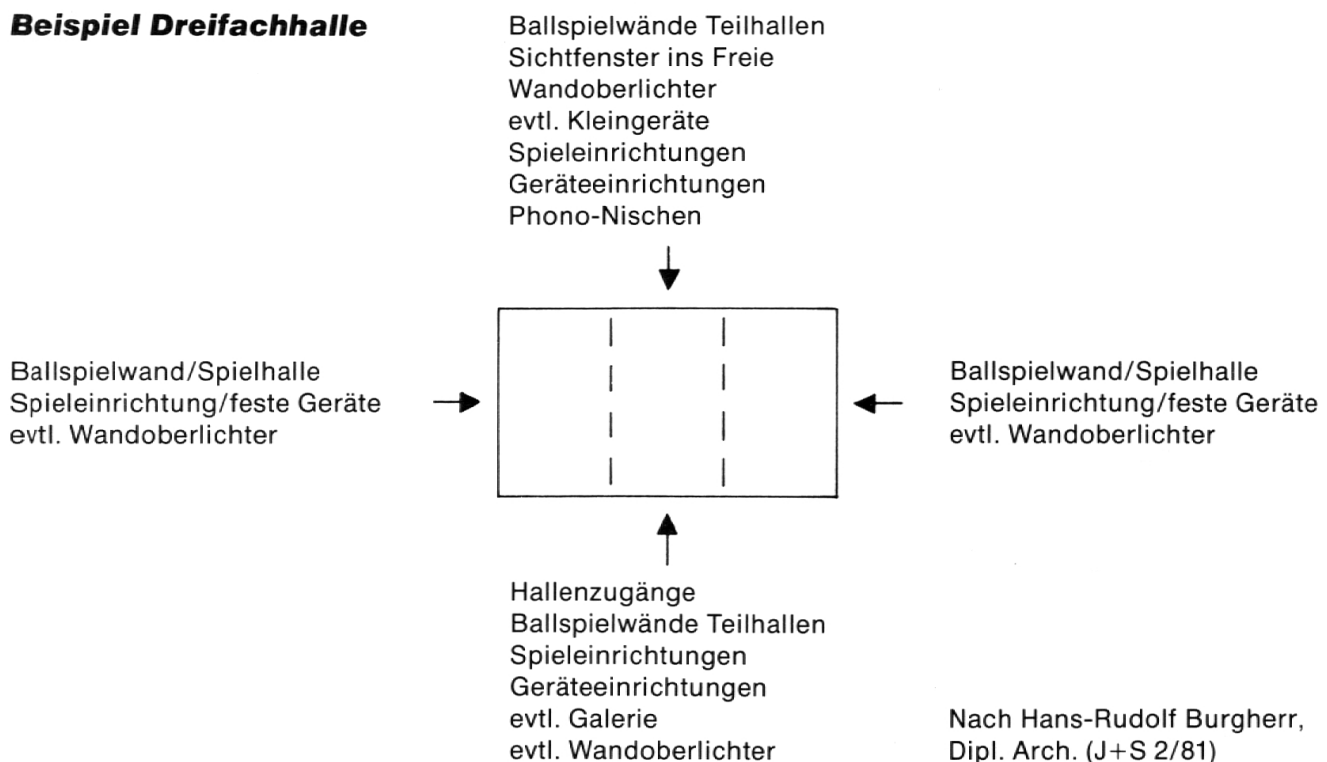 Beispiel Dreifachhalle
Ballspielwände Teilhallen
Sichtfenster ins Freie
Wandoberlichter
evtl. Kleingeräte
Spieleinrichtungen
Geräteeinrichtungen
Phono-Nischen
Ballspielwand/Spielhalle
Spieleinrichtung/feste Geräte
evtl. Wandoberlichter
Ballspielwand/Spielhalle
Spieleinrichtung/feste Geräte
evtl. Wandoberlichter
Hallenzugänge
Ballspielwände Teilhallen
Spieleinrichtungen
Geräteeinrichtungen
evtl. Galerie
evtl. Wandoberlichter
Nach Hans-Rudolf Burgherr,
Dipl. Arch. (J+S 2/81)